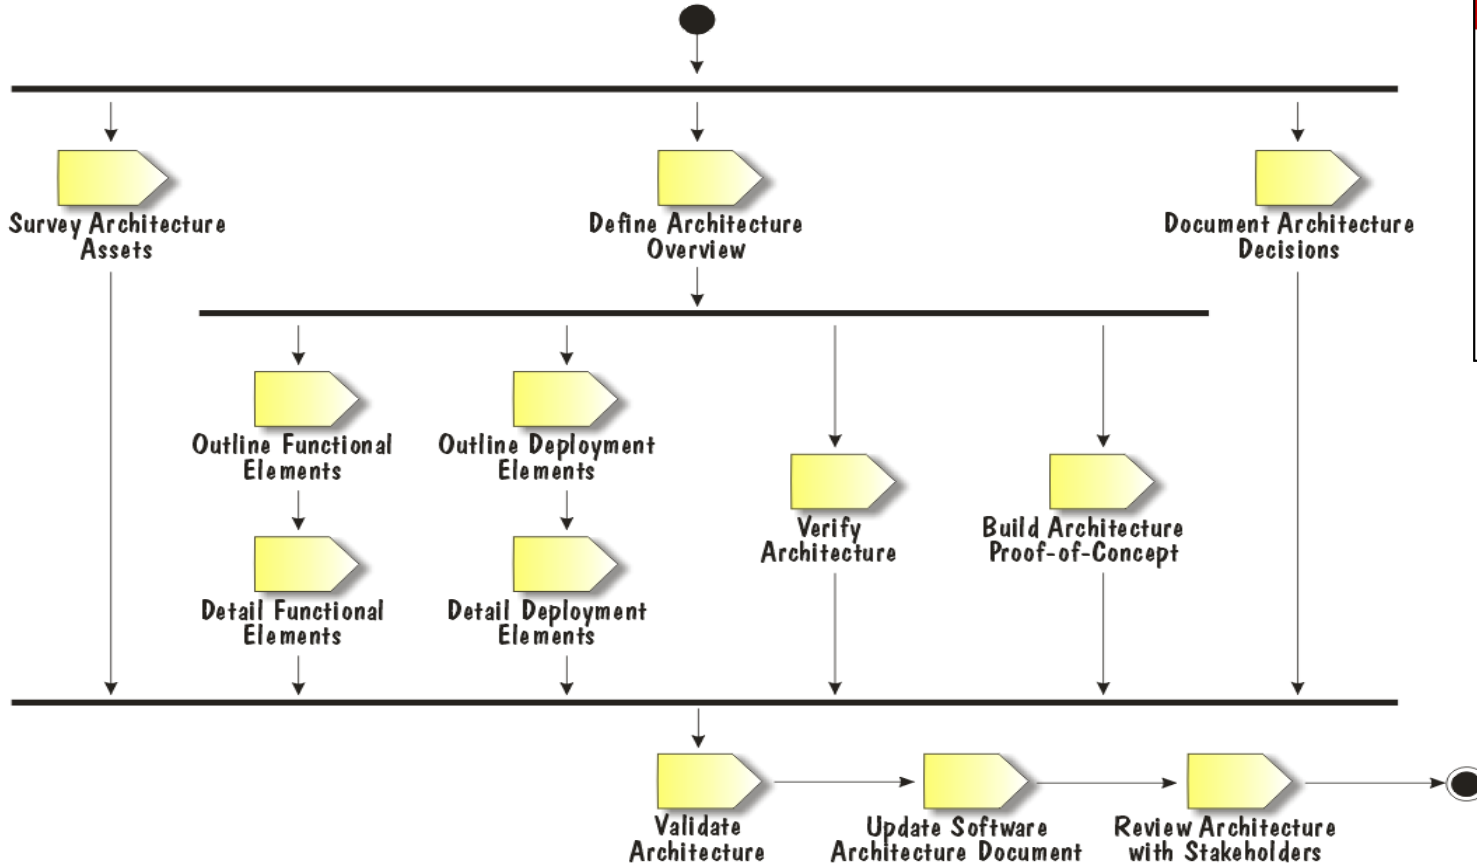 Survey Architecture
Assets
Define Architecture
Overview
Document Architecture
Decisions
Outline Functional
Elements
Outline Deployment
Elements
Verify
Architecture
Build Architecture
Proof-of-Concept
Detail Functional
Elements
Detail Deployment
Elements
Validate
Architecture
Update Software
Architecture Document
Review Architecture
with Stakeholders